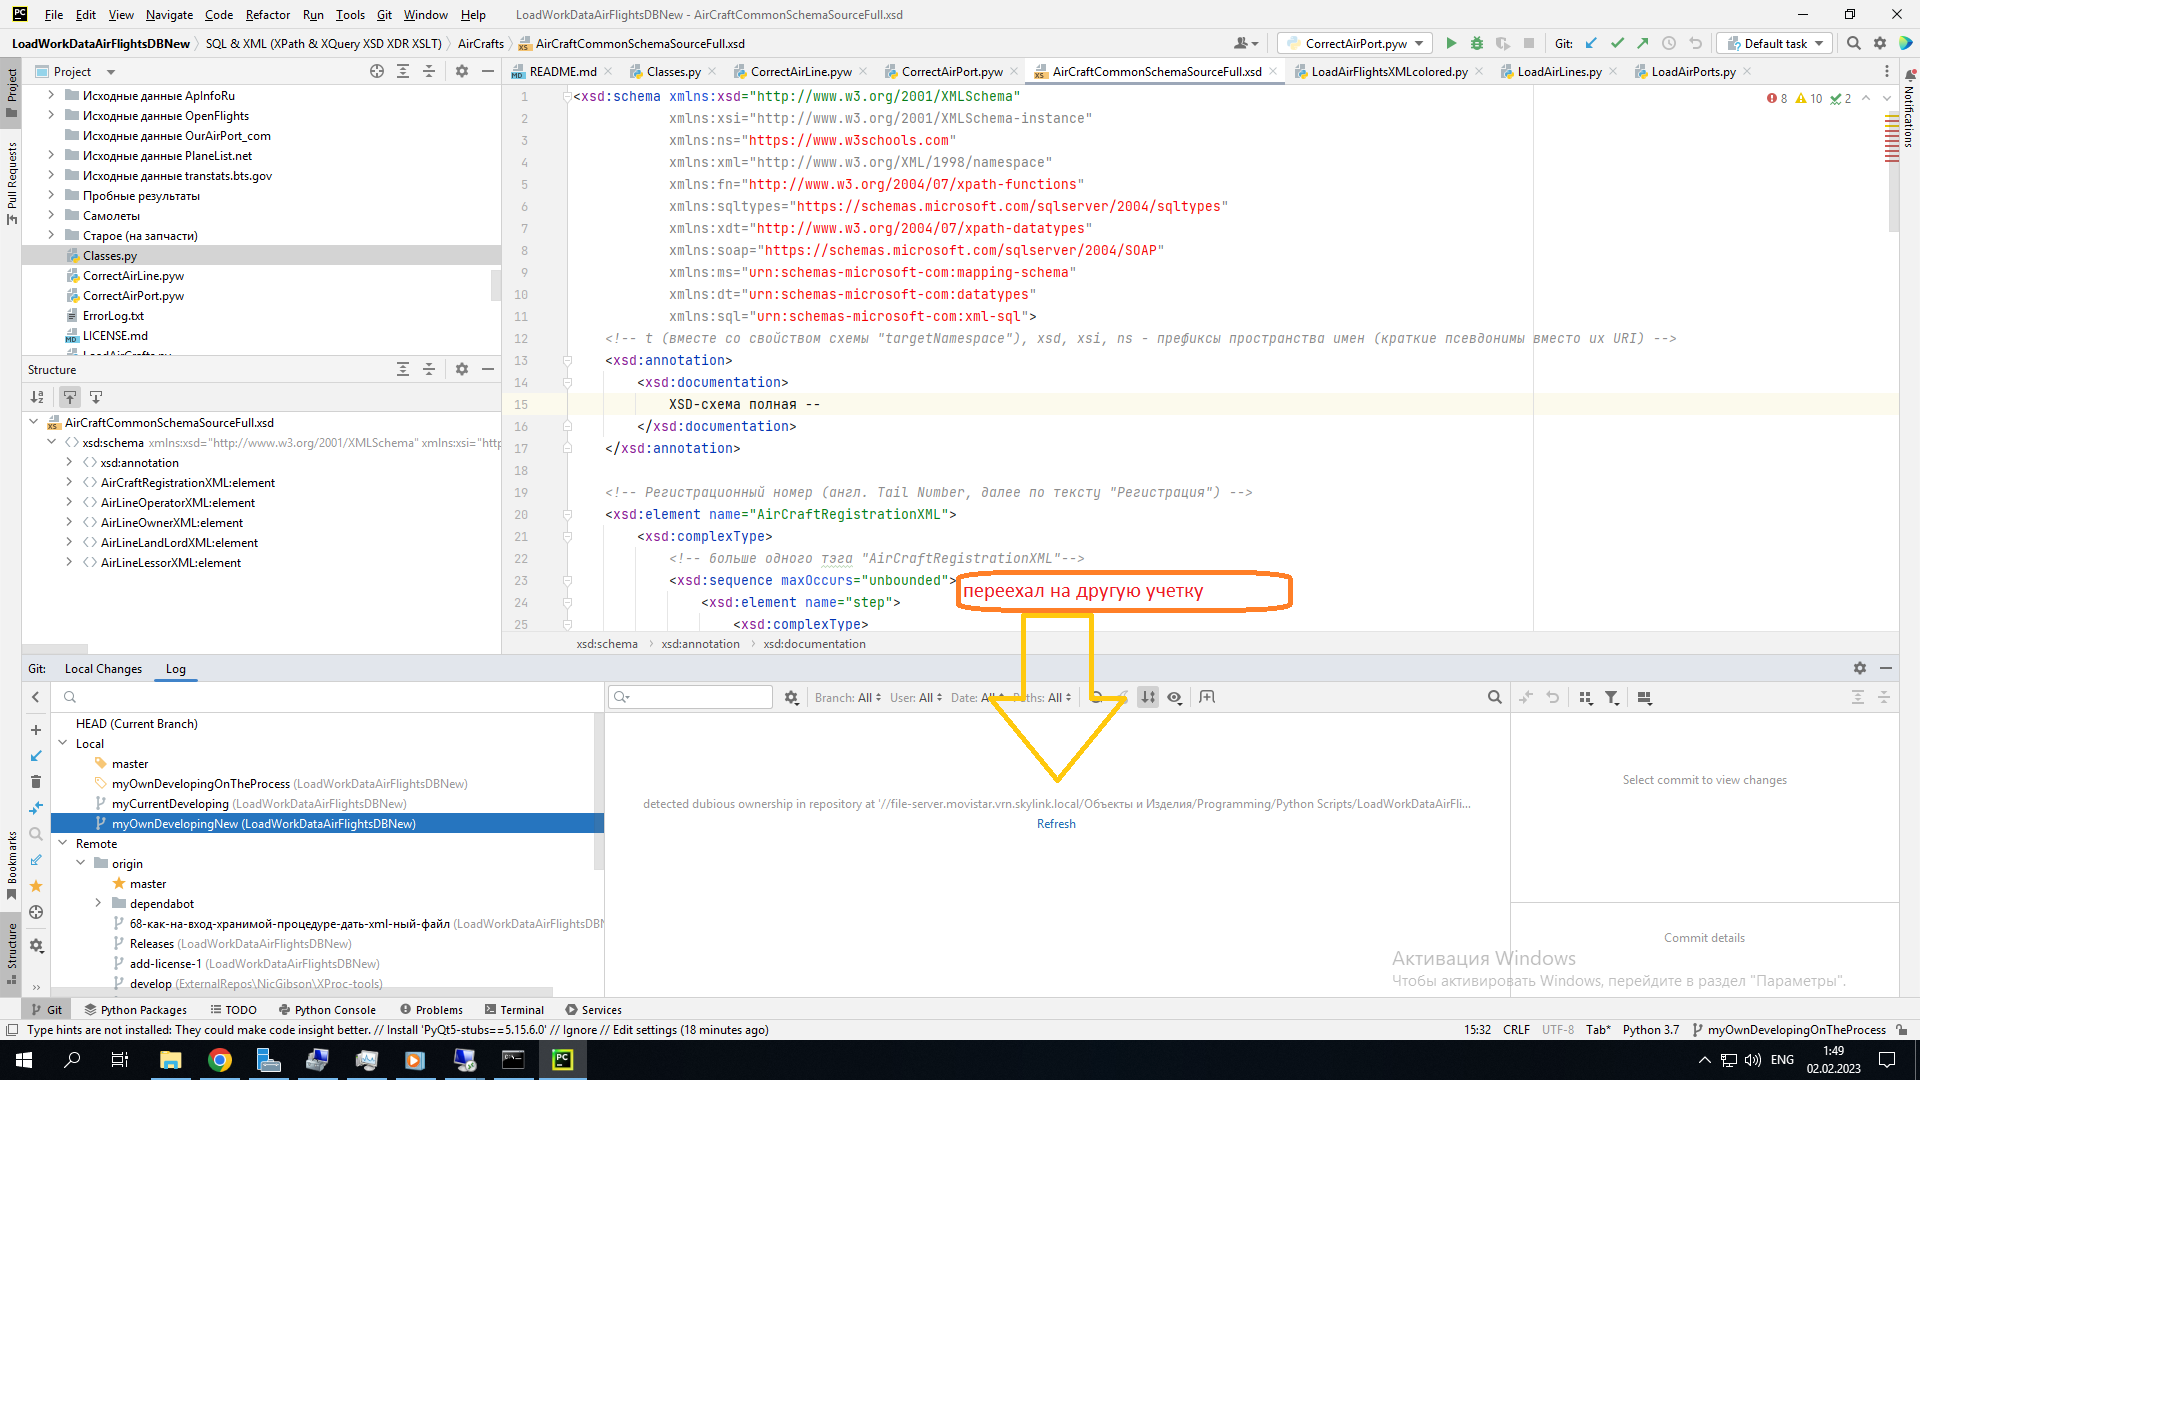 File Edit View Navigate Code Refactor Run Tools Git Window Help LoadWorkDataAirFlightsDBNew - AirCraftCommonSchemaSourceFull.xsd
LoadWorkDataAirFlightsDBNew SQL & XML (XPath & XQuery XSD XDR XSLT) AirCrafts AirCraftCommonSchemaSourceFull.xsd CorrectAirPort.pyw Git: Default task
Project
Project
Pull Requests
Исходные данные ApInfoRu
Исходные данные OpenFlights
Исходные данные OurAirPort_com
Исходные данные PlaneList.net
Исходные данные transtats.bts.gov
Пробные результаты
Самолеты
Старое (на запчасти)
Classes.py
CorrectAirLine.pyw
CorrectAirPort.pyw
ErrorLog.txt
LICENSE.md
Structure
AirCraftCommonSchemaSourceFull.xsd
xsd:schema xmlns:xsd="http://www.w3.org/2001/XMLSchema" xmlns:xsi="http
xsd:annotation
AirCraftRegistrationXML:element
AirLineOperatorXML:element
AirLineOwnerXML:element
AirLineLandLordXML:element
AirLineLessorXML:element
README.md Classes.py CorrectAirLine.pyw CorrectAirPort.pyw AirCraftCommonSchemaSourceFull.xsd LoadAirFlightsXMLcolored.py LoadAirLines.py LoadAirPorts.py
Notifications
8 10 2
1 <xsd:schema xmlns:xsd="http://www.w3.org/2001/XMLSchema"
2 xmlns:xsi="http://www.w3.org/2001/XMLSchema-instance"
3 xmlns:ns="https://www.w3schools.com"
4 xmlns:xml="http://www.w3.org/XML/1998/namespace"
5 xmlns:fn="http://www.w3.org/2004/07/xpath-functions"
6 xmlns:sqltypes="https://schemas.microsoft.com/sqlserver/2004/sqltypes"
7 xmlns:xdt="http://www.w3.org/2004/07/xpath-datatypes"
8 xmlns:soap="https://schemas.microsoft.com/sqlserver/2004/SOAP"
9 xmlns:ms="urn:schemas-microsoft-com:mapping-schema"
10 xmlns:dt="urn:schemas-microsoft-com:datatypes"
11 xmlns:sql="urn:schemas-microsoft-com:xml-sql">
12 <!-- t (вместе со свойством схемы "targetNamespace"), xsd, xsi, ns - префиксы пространства имен (краткие псевдонимы вместо их URI) -->
13 <xsd:annotation>
14 <xsd:documentation>
15 XSD-схема полная --
16 </xsd:documentation>
17 </xsd:annotation>
18
19 <!-- Регистрационный номер (англ. Tail Number, далее по тексту "Регистрация") -->
20 <xsd:element name="AirCraftRegistrationXML">
21 <xsd:complexType>
22 <!-- больше одного тэга "AirCraftRegistrationXML"-->
23 <xsd:sequence maxOccurs="unbounded">
24 <xsd:element name="step">
25 <xsd:complexType>
переехал на другую учетку
xsd:schema xsd:annotation xsd:documentation
Git: Local Changes Log
Branch: All User: All Date: All Paths: All
HEAD (Current Branch)
Local
master
myOwnDevelopingOnTheProcess (LoadWorkDataAirFlightsDBNew)
myCurrentDeveloping (LoadWorkDataAirFlightsDBNew)
myOwnDevelopingNew (LoadWorkDataAirFlightsDBNew)
Remote
origin
master
dependabot
68-как-на-вход-хранимой-процедуре-дать-xml-ный-файл (LoadWorkDataAirFlightsDBN
Releases (LoadWorkDataAirFlightsDBNew)
add-license-1 (LoadWorkDataAirFlightsDBNew)
develop (ExternalRepos\NicGibson\XProc-tools)
detected dubious ownership in repository at '//file-server.movistar.vrn.skylink.local/Объекты и Изделия/Programming/Python Scripts/LoadWorkDataAirFli...
Refresh
Select commit to view changes
Commit details
Активация Windows
Чтобы активировать Windows, перейдите в раздел "Параметры".
Bookmarks
Structure
Git Python Packages TODO Python Console Problems Terminal Services
Type hints are not installed: They could make code insight better. // Install 'PyQt5-stubs==5.15.6.0' // Ignore // Edit settings (18 minutes ago) 15:32 CRLF UTF-8 Tab* Python 3.7 myOwnDevelopingOnTheProcess
ENG 1:49
02.02.2023